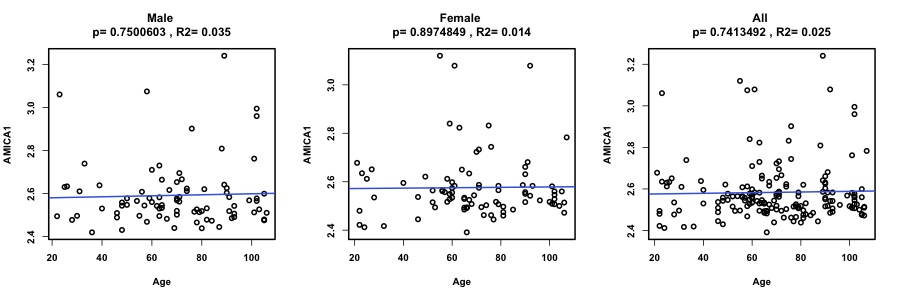 Male
p= 0.7500603 , R2= 0.035
AMICA1
2.4 2.6 2.8 3.0 3.2
20 40 60 80 100
Age
Female
p= 0.8974849 , R2= 0.014
AMICA1
2.4 2.6 2.8 3.0
20 40 60 80 100
Age
All
p= 0.7413492 , R2= 0.025
AMICA1
2.4 2.6 2.8 3.0 3.2
20 40 60 80 100
Age